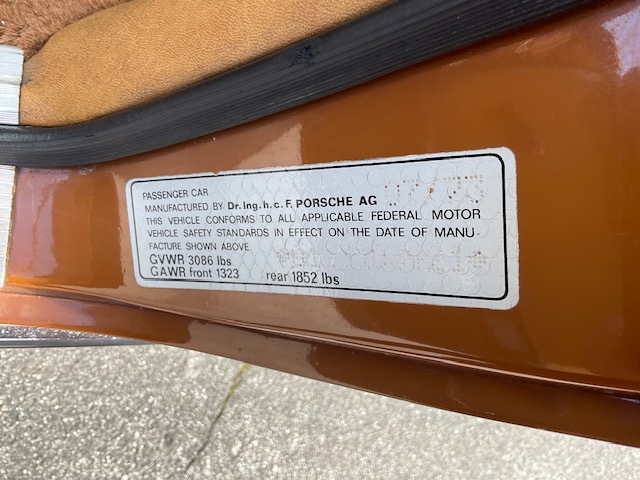 PASSENGER CAR
MANUFACTURED BY Dr. Ing. h. c. F. PORSCHE AG 07/73
THIS VEHICLE CONFORMS TO ALL APPLICABLE FEDERAL MOTOR
VEHICLE SAFETY STANDARDS IN EFFECT ON THE DATE OF MANU-
FACTURE SHOWN ABOVE
GVWR 3086 lbs
GAWR front 1323 rear 1852 lbs